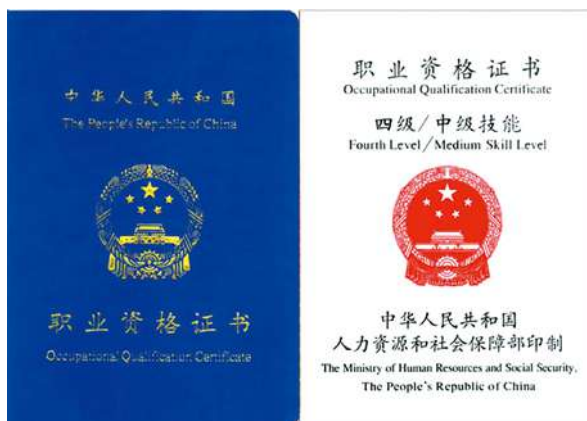 中华人民共和国
The People's Republic of China
职业资格证书
Occupational Qualification Certificate
职业资格证书
Occupational Qualification Certificate
四级/中级技能
Fourth Level/Medium Skill Level
中华人民共和国
人力资源和社会保障部印制
The Ministry of Human Resources and Social Security,
The People's Republic of China